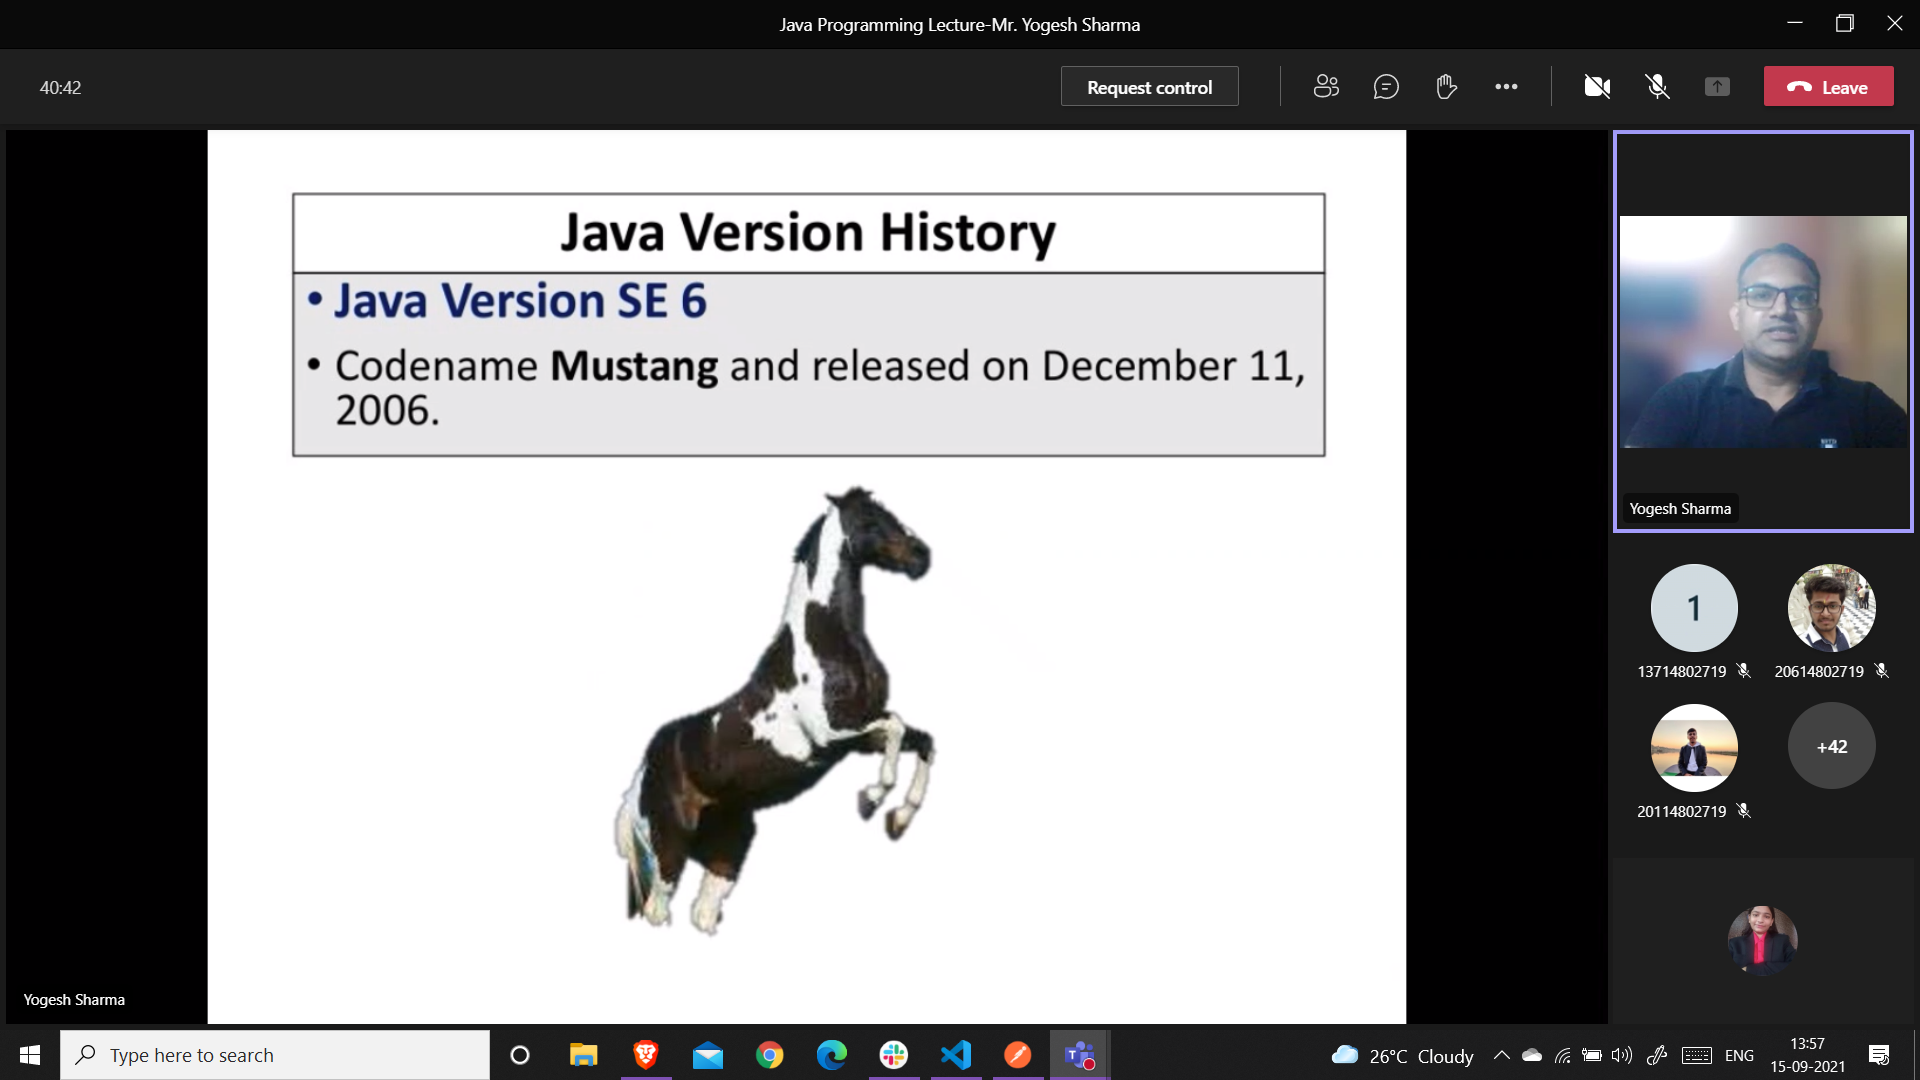 Java Programming Lecture-Mr. Yogesh Sharma
40:42
Request control
Leave
Java Version History
• Java Version SE 6
• Codename Mustang and released on December 11,
2006.
Yogesh Sharma
Yogesh Sharma
1
13714802719
20614802719
20114802719
+42
Type here to search
26°C Cloudy
ENG
13:57
15-09-2021